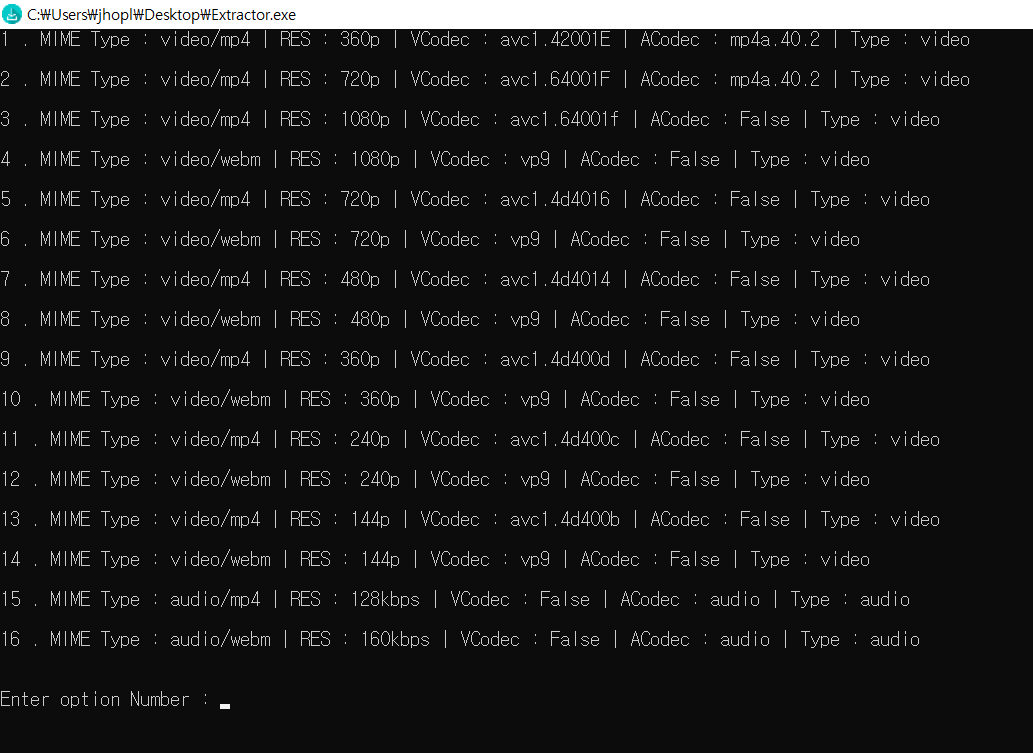 C:₩Users₩jhopl₩Desktop₩Extractor.exe
1 . MIME Type : video/mp4 | RES : 360p | VCodec : avc1.42001E | ACodec : mp4a.40.2 | Type : video
2 . MIME Type : video/mp4 | RES : 720p | VCodec : avc1.64001F | ACodec : mp4a.40.2 | Type : video
3 . MIME Type : video/mp4 | RES : 1080p | VCodec : avc1.64001f | ACodec : False | Type : video
4 . MIME Type : video/webm | RES : 1080p | VCodec : vp9 | ACodec : False | Type : video
5 . MIME Type : video/mp4 | RES : 720p | VCodec : avc1.4d4016 | ACodec : False | Type : video
6 . MIME Type : video/webm | RES : 720p | VCodec : vp9 | ACodec : False | Type : video
7 . MIME Type : video/mp4 | RES : 480p | VCodec : avc1.4d4014 | ACodec : False | Type : video
8 . MIME Type : video/webm | RES : 480p | VCodec : vp9 | ACodec : False | Type : video
9 . MIME Type : video/mp4 | RES : 360p | VCodec : avc1.4d400d | ACodec : False | Type : video
10 . MIME Type : video/webm | RES : 360p | VCodec : vp9 | ACodec : False | Type : video
11 . MIME Type : video/mp4 | RES : 240p | VCodec : avc1.4d400c | ACodec : False | Type : video
12 . MIME Type : video/webm | RES : 240p | VCodec : vp9 | ACodec : False | Type : video
13 . MIME Type : video/mp4 | RES : 144p | VCodec : avc1.4d400b | ACodec : False | Type : video
14 . MIME Type : video/webm | RES : 144p | VCodec : vp9 | ACodec : False | Type : video
15 . MIME Type : audio/mp4 | RES : 128kbps | VCodec : False | ACodec : audio | Type : audio
16 . MIME Type : audio/webm | RES : 160kbps | VCodec : False | ACodec : audio | Type : audio
Enter option Number :